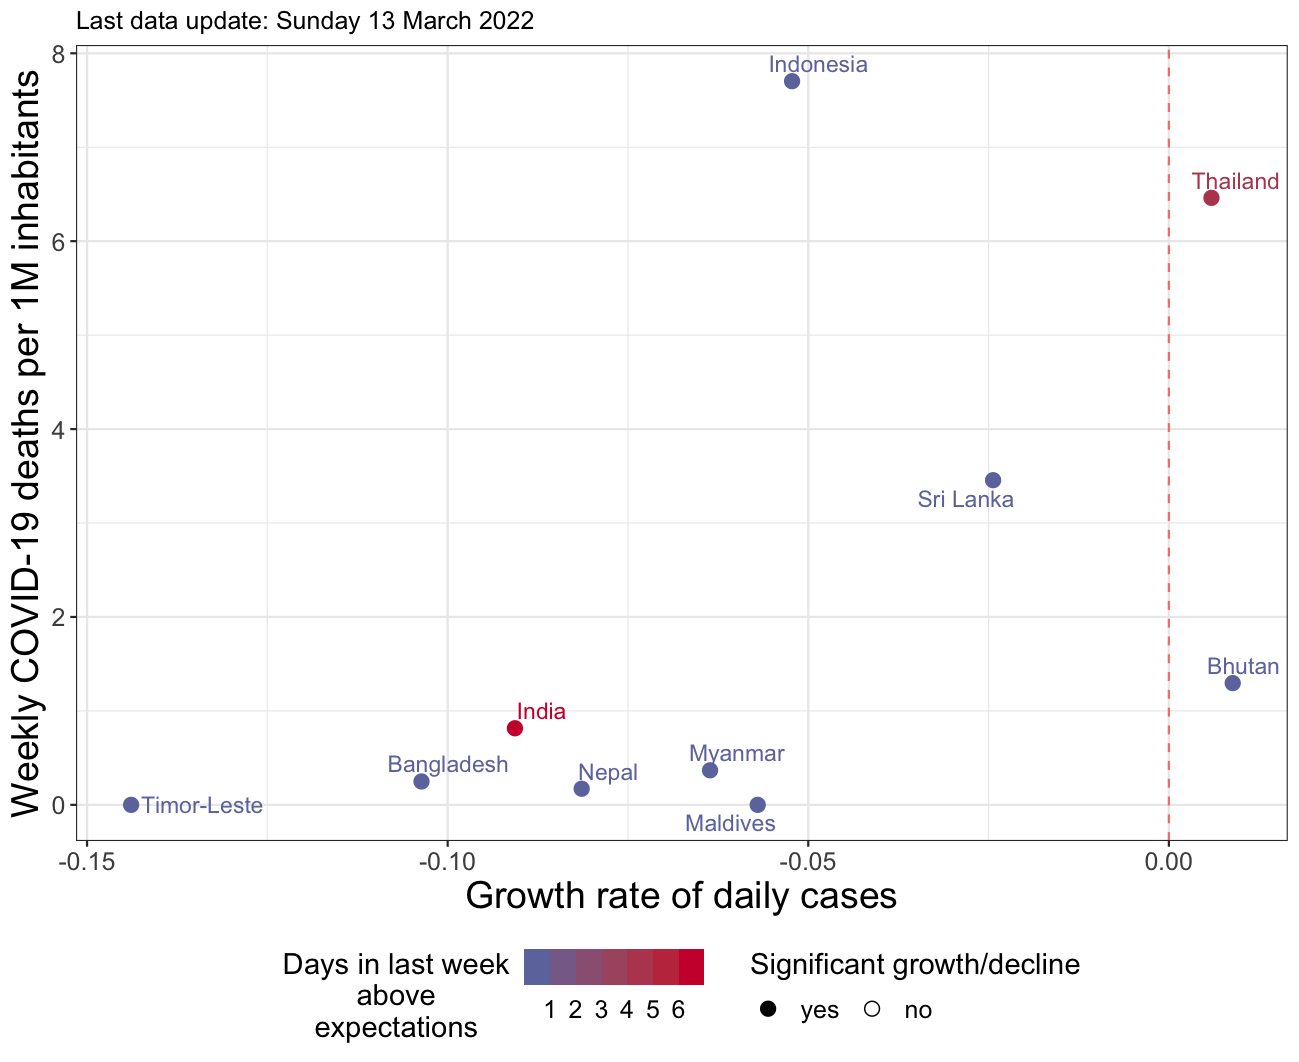 Last data update: Sunday 13 March 2022
Weekly COVID-19 deaths per 1M inhabitants
8
6
4
2
0
Indonesia
Thailand
Sri Lanka
Bhutan
India
Bangladesh
Nepal
Myanmar
Timor-Leste
Maldives
-0.15 -0.10 -0.05 0.00
Growth rate of daily cases
Days in last week
above
expectations
1 2 3 4 5 6
Significant growth/decline
yes no